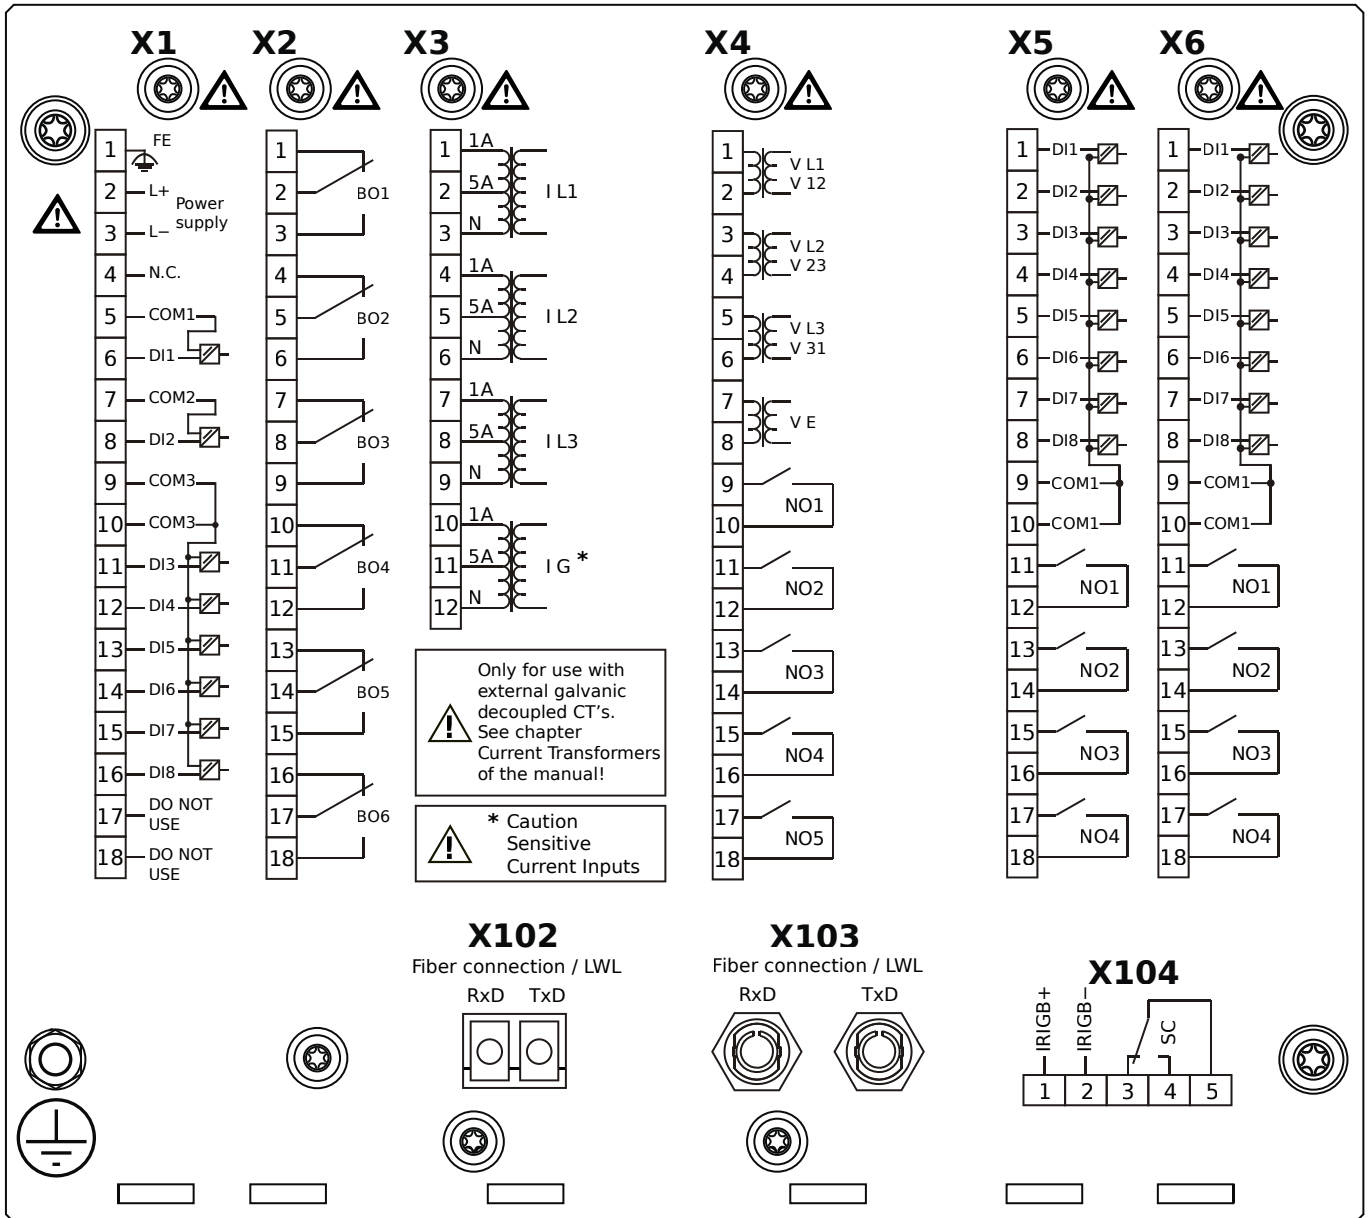 X1
X2
X3
X4
X5
X6
1 FE
2 L+
Power
supply
3 L−
4 N.C.
5 COM1
6 DI1
7 COM2
8 DI2
9 COM3
10 COM3
11 DI3
12 DI4
13 DI5
14 DI6
15 DI7
16 DI8
17 DO NOT
USE
18 DO NOT
USE
1
2 BO1
3
4
5 BO2
6
7
8 BO3
9
10
11 BO4
12
13
14 BO5
15
16
17 BO6
18
1 1A
2 5A I L1
3 N
4 1A
5 5A I L2
6 N
7 1A
8 5A I L3
9 N
10 1A
11 5A I G *
12 N
Only for use with
external galvanic
decoupled CT's.
See chapter
Current Transformers
of the manual!
* Caution
Sensitive
Current Inputs
1 V L1
2 V 12
3 V L2
4 V 23
5 V L3
6 V 31
7 V E
8
9 NO1
10
11 NO2
12
13 NO3
14
15 NO4
16
17 NO5
18
1 DI1
2 DI2
3 DI3
4 DI4
5 DI5
6 DI6
7 DI7
8 DI8
9 COM1
10 COM1
11 NO1
12
13 NO2
14
15 NO3
16
17 NO4
18
1 DI1
2 DI2
3 DI3
4 DI4
5 DI5
6 DI6
7 DI7
8 DI8
9 COM1
10 COM1
11 NO1
12
13 NO2
14
15 NO3
16
17 NO4
18
X102
Fiber connection / LWL
RxD TxD
X103
Fiber connection / LWL
RxD TxD
X104
IRIGB+
IRIGB−
SC
1 2 3 4 5